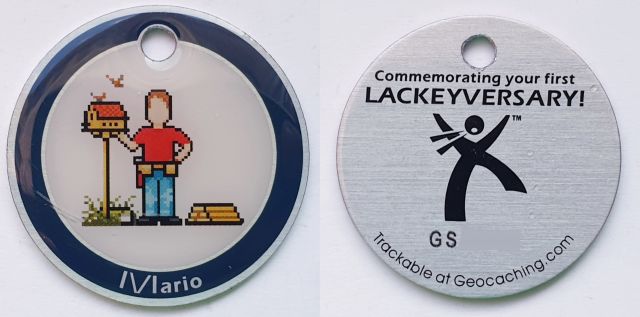 IVIario
Commemorating your first
LACKEYVERSARY!
™
GS
Trackable at Geocaching.com